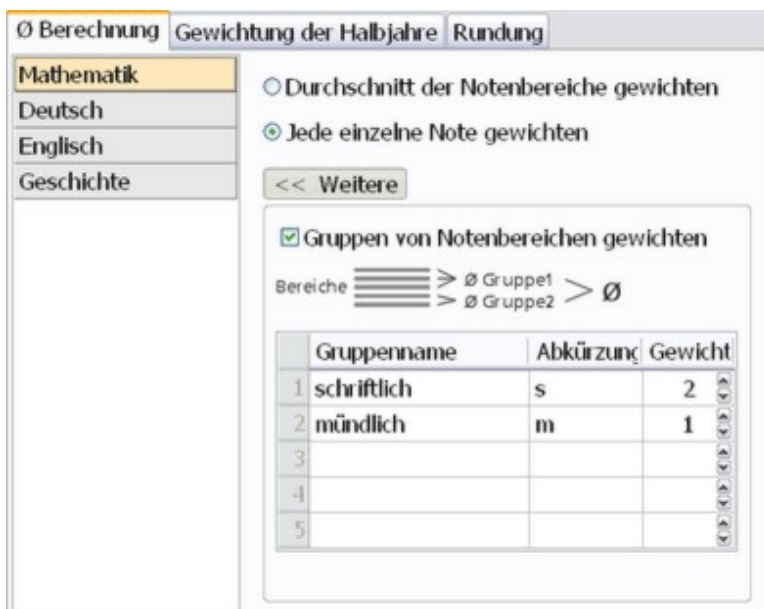 Ø Berechnung Gewichtung der Halbjahre Rundung
Mathematik
Deutsch
Englisch
Geschichte
Durchschnitt der Notenbereiche gewichten
Jede einzelne Note gewichten
<< Weitere
Gruppen von Notenbereichen gewichten
Bereiche
> Ø Gruppe1
> Ø Gruppe2
> Ø
Gruppenname Abkürzung Gewicht
1 schriftlich s 2
2 mündlich m 1
3
4
5